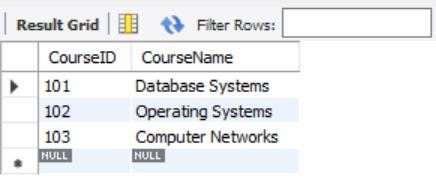 Result Grid Filter Rows:
CourseID CourseName
101 Database Systems
102 Operating Systems
103 Computer Networks
NULL NULL